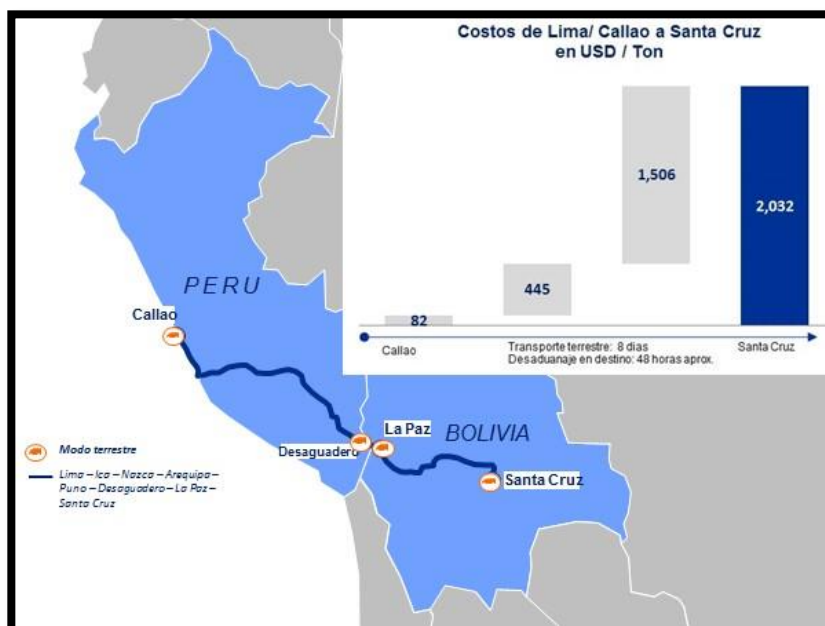 Costos de Lima/ Callao a Santa Cruz
en USD / Ton
1,506
2,032
445
82
Callao
Transporte terrestre: 8 dias
Desaduanaje en destino: 48 horas aprox.
Santa Cruz
PERU
Callao
La Paz
BOLIVIA
Desaguadero
Santa Cruz
Modo terrestre
Lima – Ica – Nazca – Arequipa –
Puno – Desaguadero – La Paz –
Santa Cruz